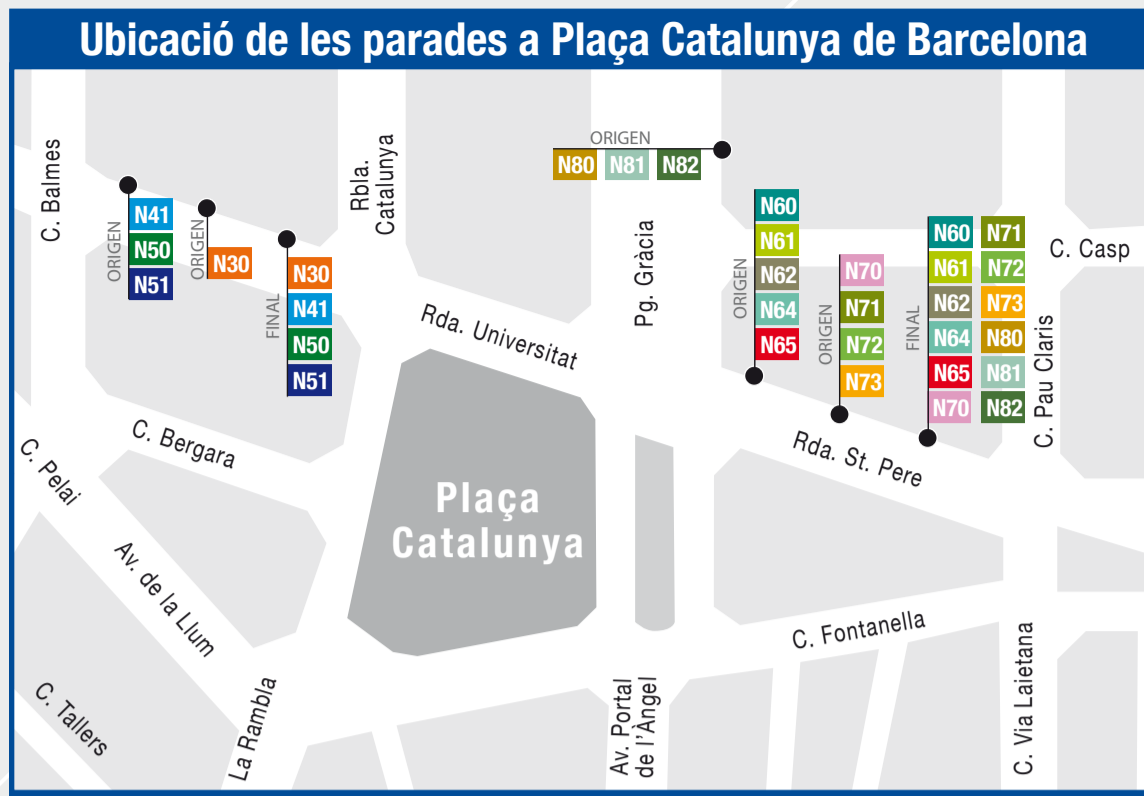 Ubicació de les parades a Plaça Catalunya de Barcelona
C. Balmes
ORIGEN
N41
N50
N51
ORIGEN
N30
FINAL
N30
N41
N50
N51
Rbla.
Catalunya
ORIGEN
N80 N81 N82
Pg. Gràcia
ORIGEN
N60
N61
N62
N64
N65
ORIGEN
N70
N71
N72
N73
FINAL
N60 N71
N61 N72
N62 N73
N64 N80
N65 N81
N70 N82
C. Casp
C. Pau Claris
Rda. Universitat
Rda. St. Pere
C. Bergara
C. Pelai
Plaça
Catalunya
Av. de la Llum
C. Fontanella
C. Tallers
La Rambla
Av. Portal
de l'Àngel
C. Via Laietana